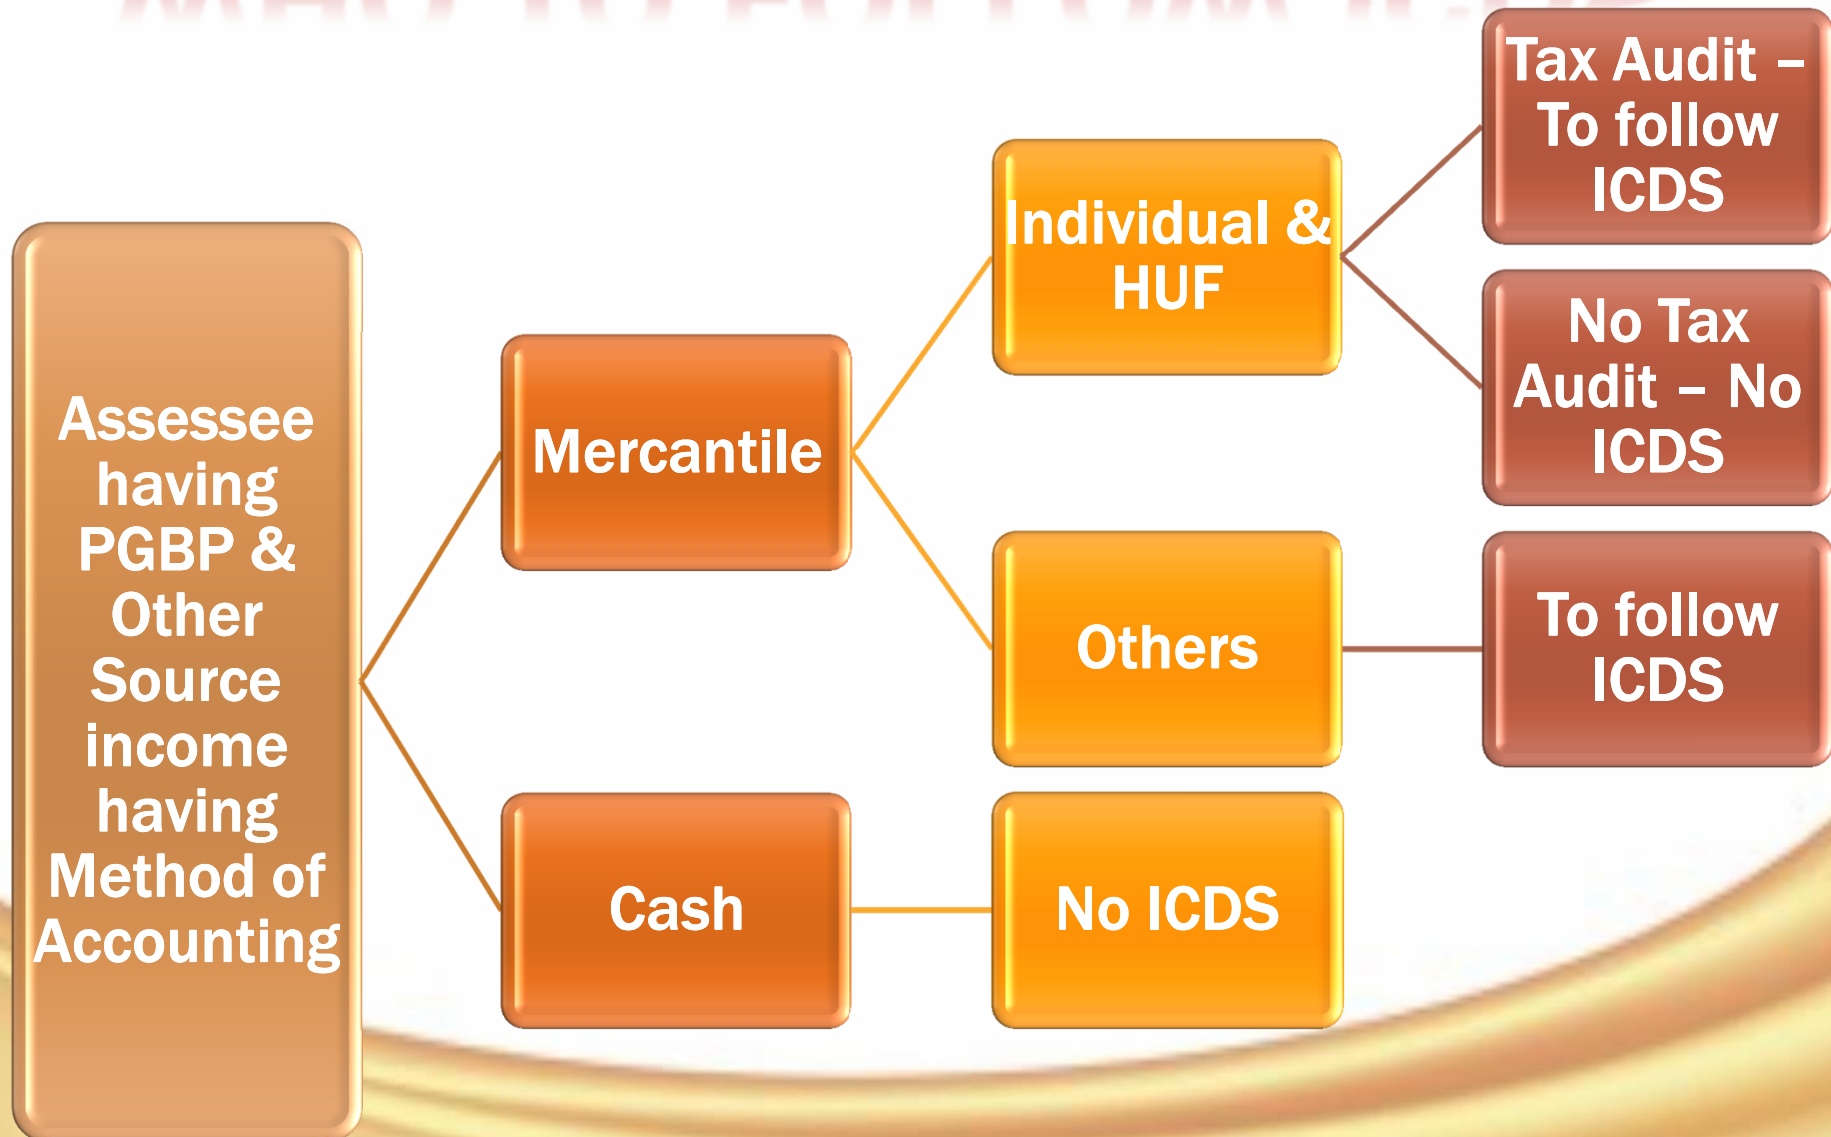 Assessee
having
PGBP &
Other
Source
income
having
Method of
Accounting
Mercantile
Cash
Individual &
HUF
Others
No ICDS
Tax Audit –
To follow
ICDS
No Tax
Audit – No
ICDS
To follow
ICDS